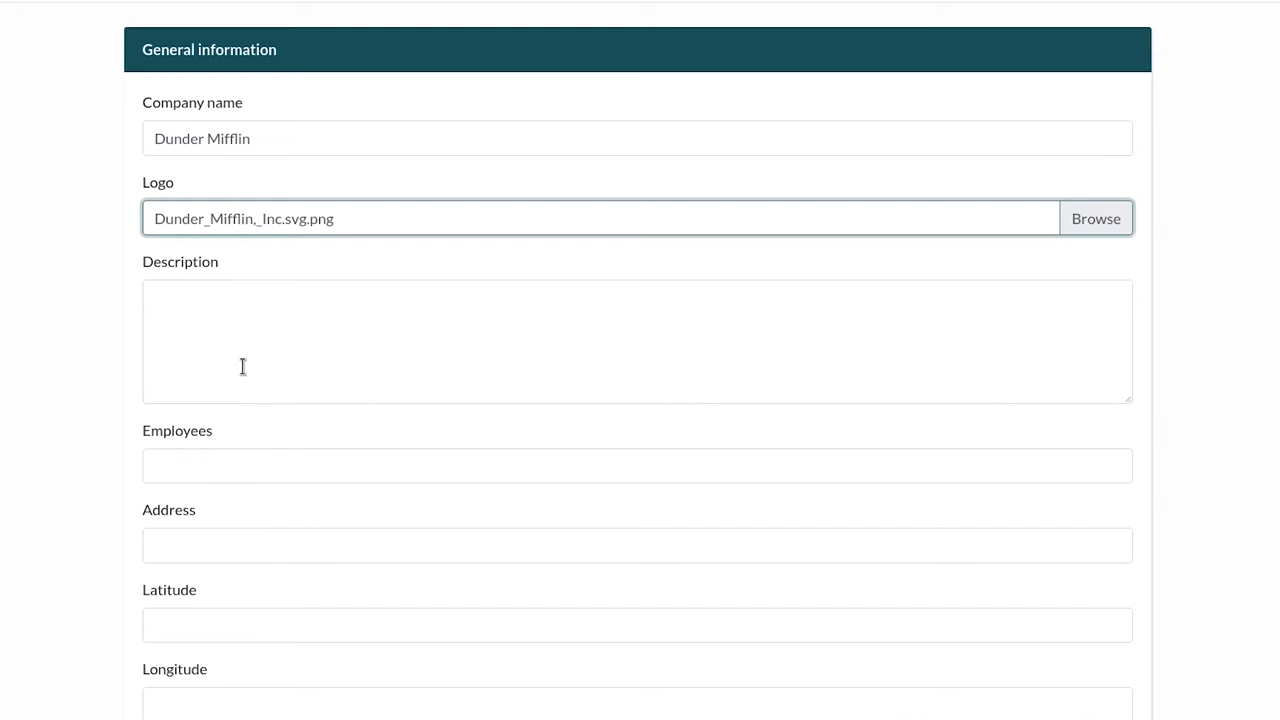 General information
Company name
Dunder Mifflin
Logo
Dunder_Mifflin,_Inc.svg.png
Browse
Description
Employees
Address
Latitude
Longitude